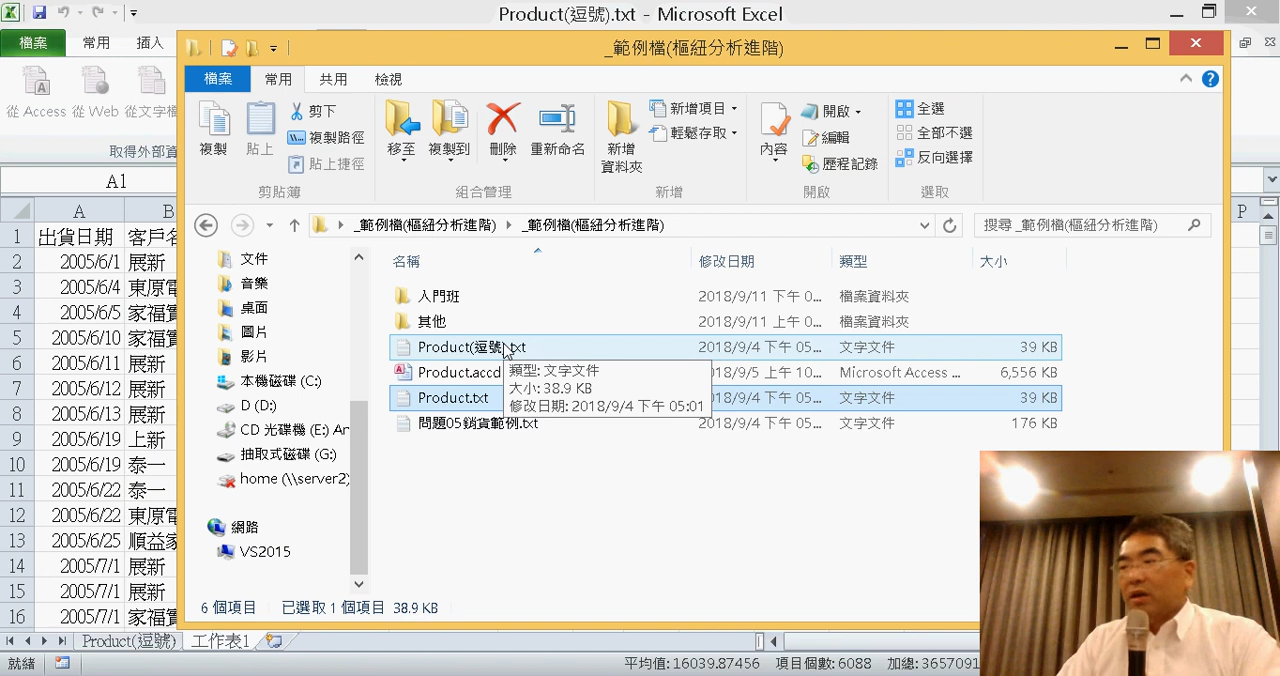 Product(逗號).txt - Microsoft Excel
檔案 常用 插入
從 Access 從 Web 從文字檔
取得外部資
A1
A B P
1 出貨日期 客戶名
2 2005/6/1 展新
3 2005/6/4 東原電
4 2005/6/5 家福實
5 2005/6/10 家福實
6 2005/6/11 展新
7 2005/6/12 展新
8 2005/6/13 展新
9 2005/6/19 上新
10 2005/6/19 泰一
11 2005/6/22 泰一
12 2005/6/22 東原電
13 2005/6/25 順益家
14 2005/7/1 展新
15 2005/7/1 展新
16 2005/7/1 家福實
Product(逗號) 工作表1
就緒 平均值: 16039.87456 項目個數: 6088 加總: 3657091
_範例檔(樞紐分析進階)
檔案 常用 共用 檢視
複製 貼上 剪下 複製路徑 貼上捷徑
剪貼簿
移至 複製到 刪除 重新命名
組合管理
新增資料夾 新增項目 輕鬆存取
新增
內容 開啟 編輯 歷程記錄
開啟
全選 全部不選 反向選擇
選取
_範例檔(樞紐分析進階) _範例檔(樞紐分析進階) 搜尋 _範例檔(樞紐分析進階)
文件
音樂
桌面
圖片
影片
本機磁碟 (C:)
D (D:)
CD 光碟機 (E:) Ar
抽取式磁碟 (G:)
home (\\server2)
網路
VS2015
名稱 修改日期 類型 大小
入門班 2018/9/11 下午 0... 檔案資料夾
其他 2018/9/11 上午 0... 檔案資料夾
Product(逗號).txt 2018/9/4 下午 05... 文字文件 39 KB
Product.accd 2018/9/5 上午 10... Microsoft Access ... 6,556 KB
Product.txt 2018/9/4 下午 05... 文字文件 39 KB
問題05銷貨範例.txt 2018/9/4 下午 05... 文字文件 176 KB
類型: 文字文件
大小: 38.9 KB
修改日期: 2018/9/4 下午 05:01
6 個項目 已選取 1 個項目 38.9 KB